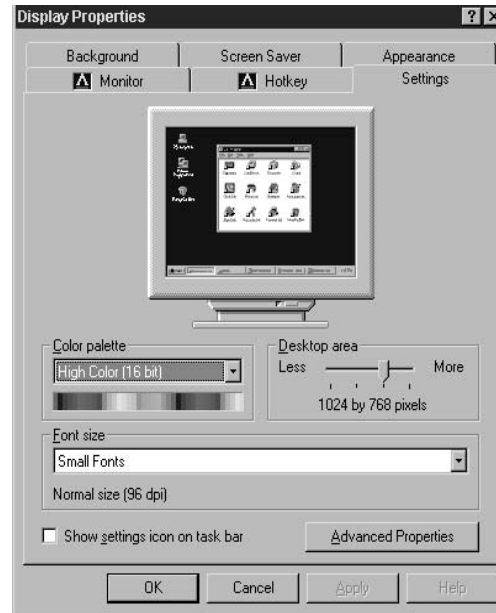 Display Properties
Background Screen Saver Appearance
Monitor Hotkey Settings
Color palette
High Color (16 bit)
Desktop area
Less More
1024 by 768 pixels
Font size
Small Fonts
Normal size (96 dpi)
Show settings icon on task bar
Advanced Properties
OK Cancel Apply Help